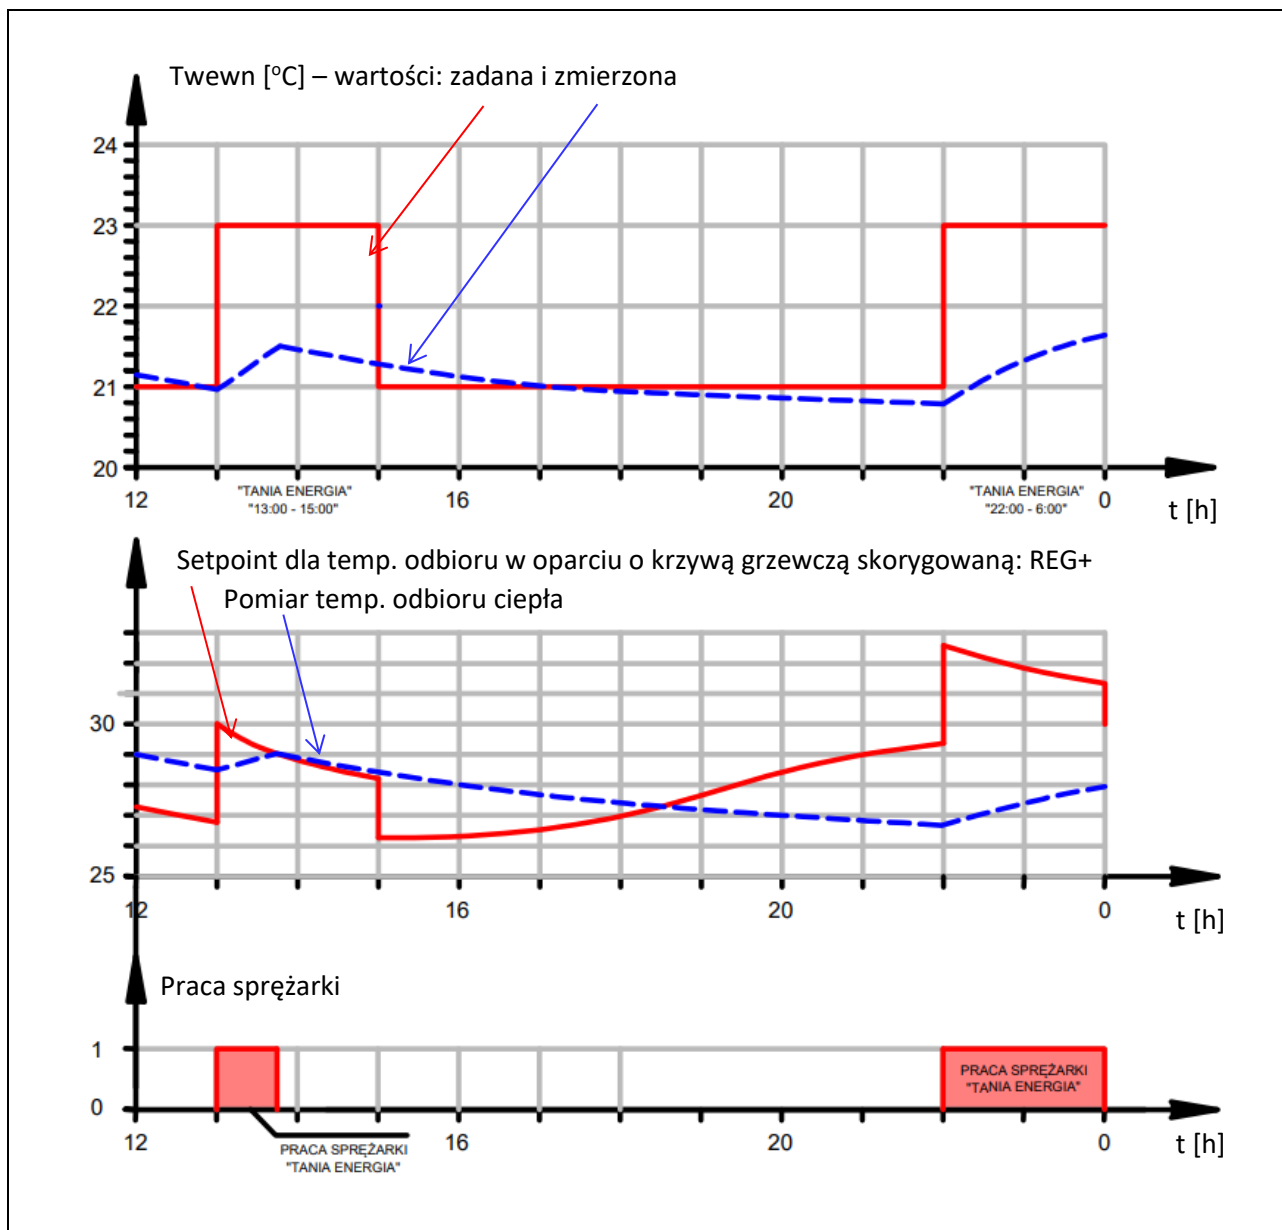 Twewn [°C] – wartości: zadana i zmierzona
24
23
22
21
20
12
"TANIA ENERGIA"
"13:00 - 15:00"
16
20
"TANIA ENERGIA"
"22:00 - 6:00"
0
t [h]
Setpoint dla temp. odbioru w oparciu o krzywą grzewczą skorygowaną: REG+
Pomiar temp. odbioru ciepła
30
25
12
16
20
0
t [h]
Praca sprężarki
1
0
PRACA SPRĘŻARKI
"TANIA ENERGIA"
12
16
20
0
t [h]
PRACA SPRĘŻARKI
"TANIA ENERGIA"